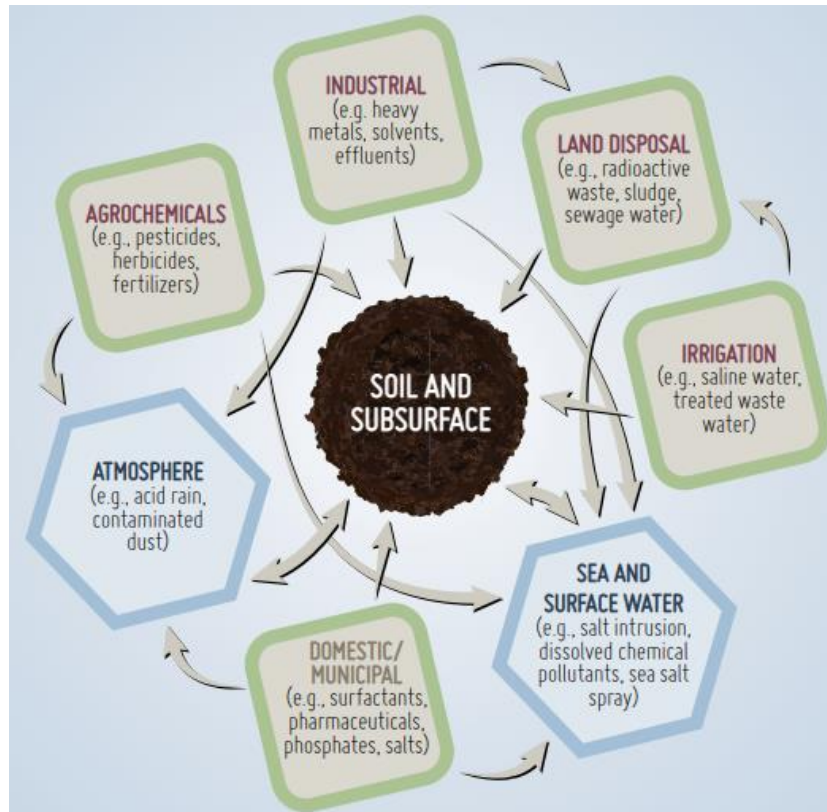 INDUSTRIAL
(e.g. heavy
metals, solvents,
effluents)
LAND DISPOSAL
(e.g., radioactive
waste, sludge,
sewage water)
AGROCHEMICALS
(e.g., pesticides,
herbicides,
fertilizers)
SOIL AND
SUBSURFACE
IRRIGATION
(e.g., saline water,
treated waste
water)
ATMOSPHERE
(e.g., acid rain,
contaminated
dust)
SEA AND
SURFACE WATER
(e.g., salt intrusion,
dissolved chemical
pollutants, sea salt
spray)
DOMESTIC/
MUNICIPAL
(e.g., surfactants,
pharmaceuticals,
phosphates, salts)